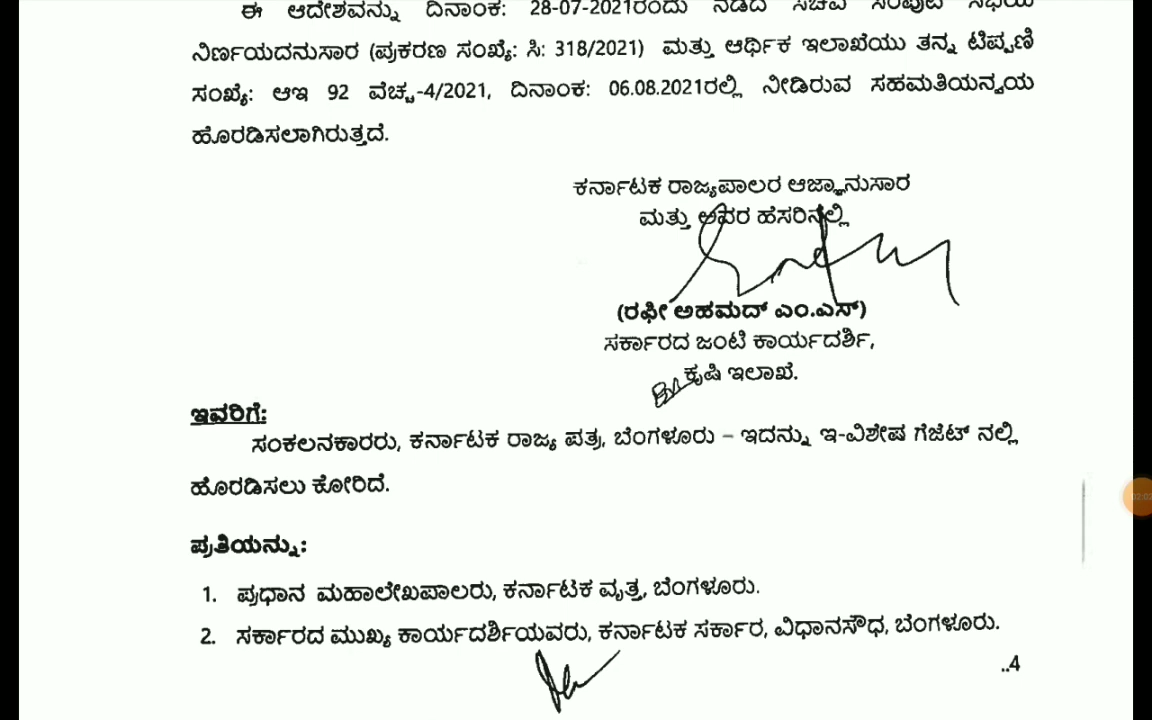 ಈ ಆದೇಶವನ್ನು ದಿನಾಂಕ: 28-07-2021ರಂದು ನಡೆದ ಸಚಿವ ಸಂಪುಟ ಸಭೆಯ
ನಿರ್ಣಯದನುಸಾರ (ಪ್ರಕರಣ ಸಂಖ್ಯೆ: ಸಿ: 318/2021) ಮತ್ತು ಆರ್ಥಿಕ ಇಲಾಖೆಯು ತನ್ನ ಟಿಪ್ಪಣಿ
ಸಂಖ್ಯೆ: ಆಇ 92 ವೆಚ್ಚ-4/2021, ದಿನಾಂಕ: 06.08.2021ರಲ್ಲಿ ನೀಡಿರುವ ಸಹಮತಿಯನ್ವಯ
ಹೊರಡಿಸಲಾಗಿರುತ್ತದೆ.
ಕರ್ನಾಟಕ ರಾಜ್ಯಪಾಲರ ಆಜ್ಞಾನುಸಾರ
ಮತ್ತು ಅವರ ಹೆಸರಿನಲ್ಲಿ
(ರಫೀ ಅಹಮದ್ ಎಂ.ಎಸ್)
ಸರ್ಕಾರದ ಜಂಟಿ ಕಾರ್ಯದರ್ಶಿ,
ಕೃಷಿ ಇಲಾಖೆ.
ಇವರಿಗೆ:
ಸಂಕಲನಕಾರರು, ಕರ್ನಾಟಕ ರಾಜ್ಯ ಪತ್ರ, ಬೆಂಗಳೂರು – ಇದನ್ನು ಇ-ವಿಶೇಷ ಗೆಜೆಟ್ ನಲ್ಲಿ
ಹೊರಡಿಸಲು ಕೋರಿದೆ.
ಪ್ರತಿಯನ್ನು:
1. ಪ್ರಧಾನ ಮಹಾಲೇಖಪಾಲರು, ಕರ್ನಾಟಕ ವೃತ್ತ, ಬೆಂಗಳೂರು.
2. ಸರ್ಕಾರದ ಮುಖ್ಯ ಕಾರ್ಯದರ್ಶಿಯವರು, ಕರ್ನಾಟಕ ಸರ್ಕಾರ, ವಿಧಾನಸೌಧ, ಬೆಂಗಳೂರು.
..4